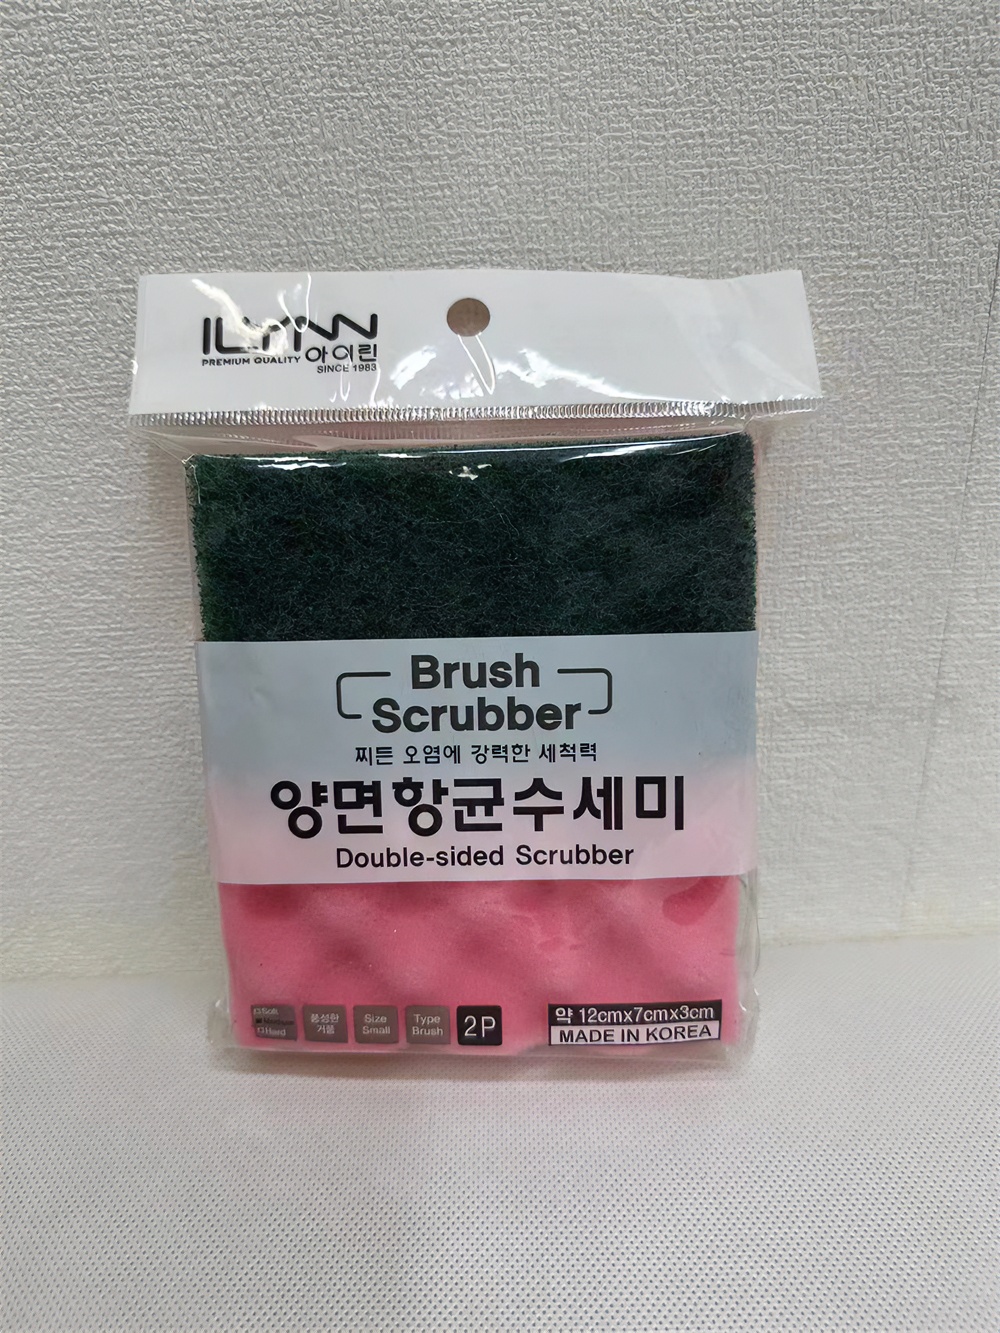 ILYNN
PREMIUM QUALITY 아이린
SINCE 1983
Brush
Scrubber
찌든 오염에 강력한 세척력
양면항균수세미
Double-sided Scrubber
Soft
Medium
Hard
풍성한
거품
Size
Small
Type
Brush
2P
약 12cmx7cmx3cm
MADE IN KOREA